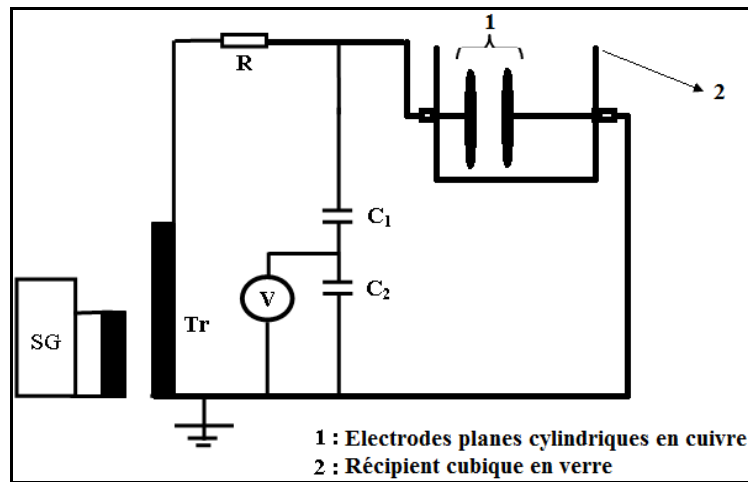 1
2
R
C₁
C₂
V
Tr
SG
1 : Electrodes planes cylindriques en cuivre
2 : Récipient cubique en verre